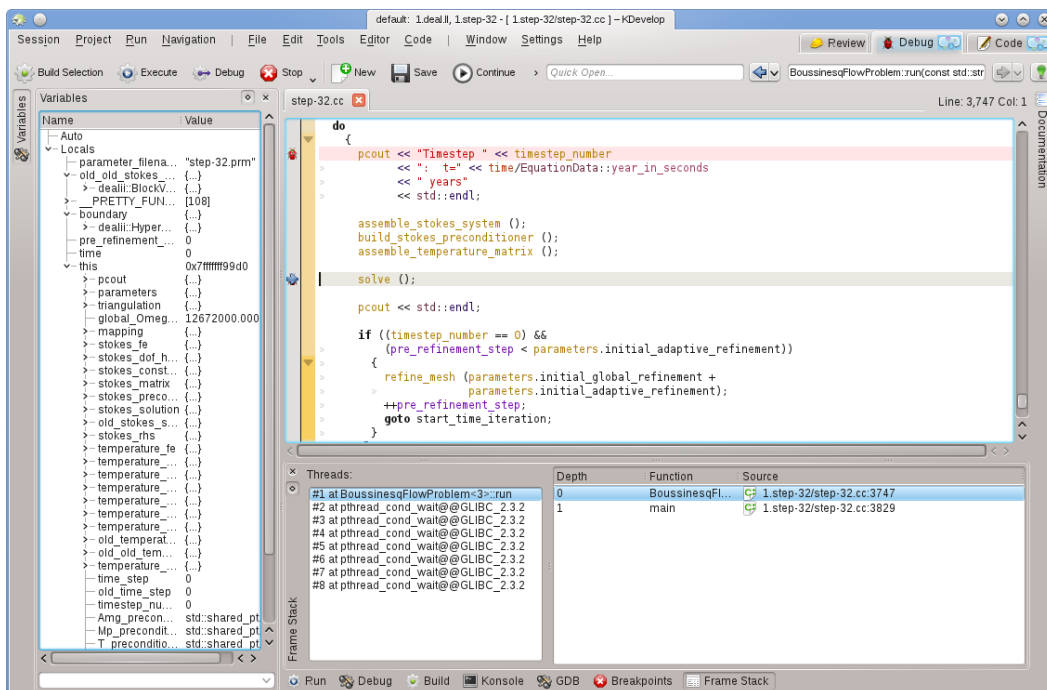 default: 1.deal.II, 1.step-32 - [ 1.step-32/step-32.cc ] – KDevelop
Session Project Run Navigation | File Edit Tools Editor Code | Window Settings Help
Review Debug Code
Build Selection Execute Debug Stop New Save Continue Quick Open... BoussinesqFlowProblem::run(const std::str
Variables
Variables
Name Value
Auto
Locals
parameter_filena... "step-32.prm"
old_old_stokes_... {...}
dealii::BlockV... {...}
__PRETTY_FUN... [108]
boundary {...}
dealii::Hyper... {...}
pre_refinement_... 0
time 0
this 0x7fffffff99d0
pcout {...}
parameters {...}
triangulation {...}
global_Omeg... 12672000.000
mapping {...}
stokes_fe {...}
stokes_dof_h... {...}
stokes_const... {...}
stokes_matrix {...}
stokes_preco... {...}
stokes_solution {...}
old_stokes_s... {...}
stokes_rhs {...}
temperature_fe {...}
temperature_... {...}
temperature_... {...}
temperature_... {...}
temperature_... {...}
temperature_... {...}
temperature_... {...}
old_temperat... {...}
old_old_tem... {...}
temperature_... {...}
time_step 0
old_time_step 0
timestep_nu... 0
Amg_precon... std::shared_pt
Mp_precondit... std::shared_pt
T_preconditio... std::shared_pt
step-32.cc
Line: 3,747 Col: 1
Documentation
do
{
pcout << "Timestep " << timestep_number
<< ":  t=" << time/EquationData::year_in_seconds
<< " years"
<< std::endl;
assemble_stokes_system ();
build_stokes_preconditioner ();
assemble_temperature_matrix ();
solve ();
pcout << std::endl;
if ((timestep_number == 0) &&
(pre_refinement_step < parameters.initial_adaptive_refinement))
{
refine_mesh (parameters.initial_global_refinement +
parameters.initial_adaptive_refinement);
++pre_refinement_step;
goto start_time_iteration;
}
Frame Stack
Threads:
#1 at BoussinesqFlowProblem<3>::run
#2 at pthread_cond_wait@@GLIBC_2.3.2
#3 at pthread_cond_wait@@GLIBC_2.3.2
#4 at pthread_cond_wait@@GLIBC_2.3.2
#5 at pthread_cond_wait@@GLIBC_2.3.2
#6 at pthread_cond_wait@@GLIBC_2.3.2
#7 at pthread_cond_wait@@GLIBC_2.3.2
#8 at pthread_cond_wait@@GLIBC_2.3.2
Depth Function Source
0 BoussinesqFl... 1.step-32/step-32.cc:3747
1 main 1.step-32/step-32.cc:3829
Run Debug Build Konsole GDB Breakpoints Frame Stack